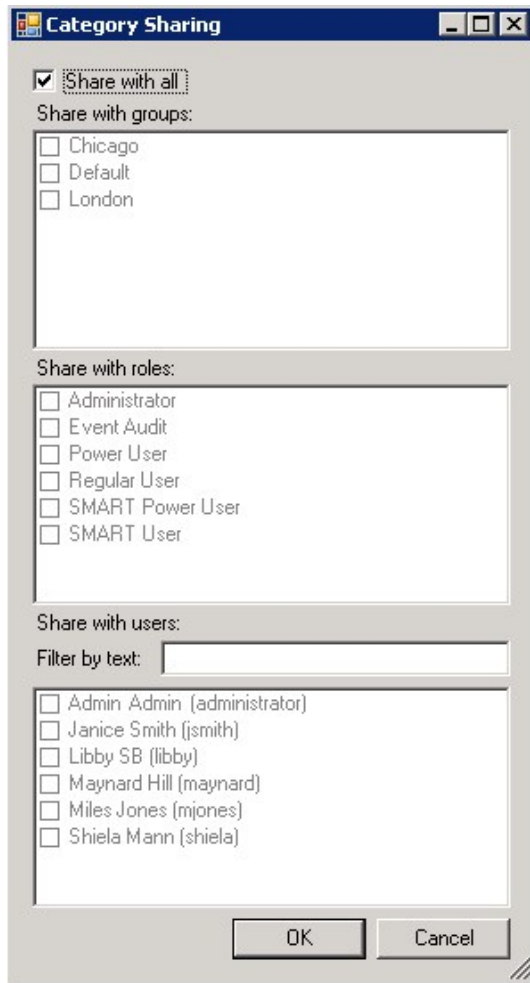 Category Sharing
Share with all
Share with groups:
Chicago
Default
London
Share with roles:
Administrator
Event Audit
Power User
Regular User
SMART Power User
SMART User
Share with users:
Filter by text:
Admin Admin (administrator)
Janice Smith (jsmith)
Libby SB (libby)
Maynard Hill (maynard)
Miles Jones (mjones)
Shiela Mann (shiela)
OK Cancel